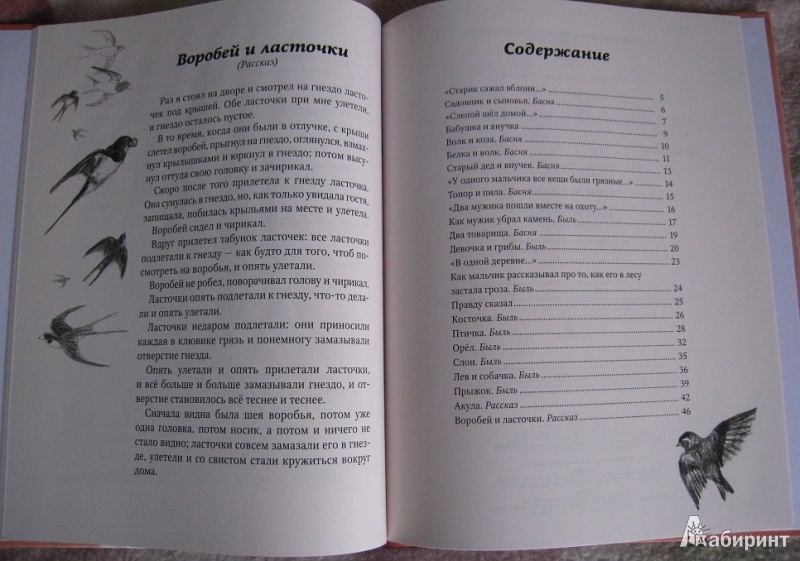 Воробей и ласточки
(Рассказ)
Раз я стоял на дворе и смотрел на гнездо ласто-
чек под крышей. Обе ласточки при мне улетели,
и гнездо осталось пустое.
В то время, когда они были в отлучке, с крыши
слетел воробей, прыгнул на гнездо, оглянулся, взмах-
нул крылышками и юркнул в гнездо; потом высу-
нул оттуда свою головку и зачирикал.
Скоро после того прилетела к гнезду ласточка.
Она сунулась в гнездо, но, как только увидала гостя,
запищала, побилась крыльями на месте и улетела.
Воробей сидел и чирикал.
Вдруг прилетел табунок ласточек: все ласточки
подлетали к гнезду — как будто для того, чтоб по-
смотреть на воробья, и опять улетали.
Воробей не робел, поворачивал голову и чирикал.
Ласточки опять подлетали к гнезду, что-то дела-
ли и опять улетали.
Ласточки недаром подлетали: они приносили
каждая в клювике грязь и понемногу замазывали
отверстие гнезда.
Опять улетали и опять прилетали ласточки,
и всё больше и больше замазывали гнездо, и от-
верстие становилось всё теснее и теснее.
Сначала видна была шея воробья, потом уже
одна головка, потом носик, а потом и ничего не
стало видно; ласточки совсем замазали его в гнез-
де, улетели и со свистом стали кружиться вокруг
дома.
Содержание
«Старик сажал яблони...» 5
Садовник и сыновья. Басня 6
«Слепой шёл домой...» 7
Бабушка и внучка 9
Волк и коза. Басня 10
Белка и волк. Басня 11
Старый дед и внучек. Басня 13
«У одного мальчика все вещи были грязные...» 14
Топор и пила. Басня 15
«Два мужика пошли вместе на охоту...» 16
Как мужик убрал камень. Быль 17
Два товарища. Басня 19
Девочка и грибы. Быль 20
«В одной деревне...» 23
Как мальчик рассказывал про то, как его в лесу
застала гроза. Быль 24
Правду сказал 25
Косточка. Быль 26
Птичка. Быль 28
Орёл. Быль 32
Слон. Быль 35
Лев и собачка. Быль 36
Прыжок. Быль 39
Акула. Рассказ 42
Воробей и ласточки. Рассказ 46
Лабиринт